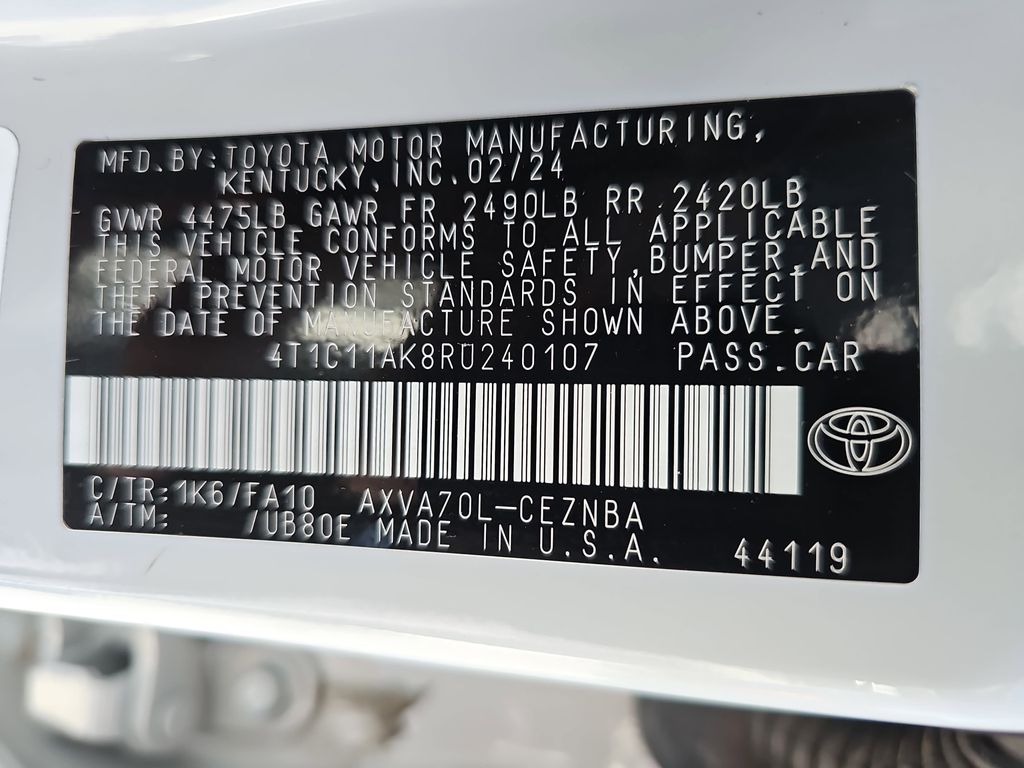 MFD. BY: TOYOTA MOTOR MANUFACTURING,
KENTUCKY, INC. 02/24
GVWR 4475LB GAWR FR 2490LB RR 2420LB
THIS VEHICLE CONFORMS TO ALL APPLICABLE
FEDERAL MOTOR VEHICLE SAFETY, BUMPER, AND
THEFT PREVENTION STANDARDS IN EFFECT ON
THE DATE OF MANUFACTURE SHOWN ABOVE.
4T1C11AK8RU240107 PASS. CAR
C/TR: 1K6/FA10 AXVA70L-CEZNBA
A/TM: /UB80E MADE IN U.S.A. 44119